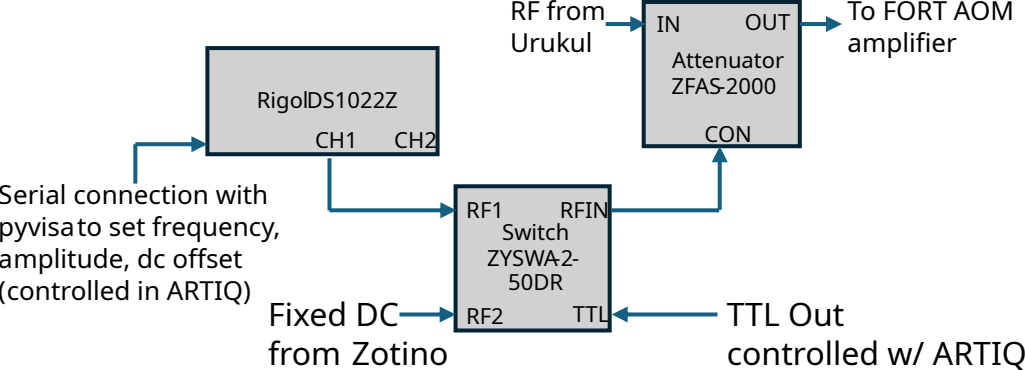 RF from
Urukul
IN
OUT
To FORT AOM
amplifier
Attenuator
ZFAS-2000
CON
RigolDS1022Z
CH1
CH2
Serial connection with
pyvisa to set frequency,
amplitude, dc offset
(controlled in ARTIQ)
RF1
RFIN
Switch
ZYSWA-2-
50DR
RF2
TTL
Fixed DC
from Zotino
TTL Out
controlled w/ ARTIQ